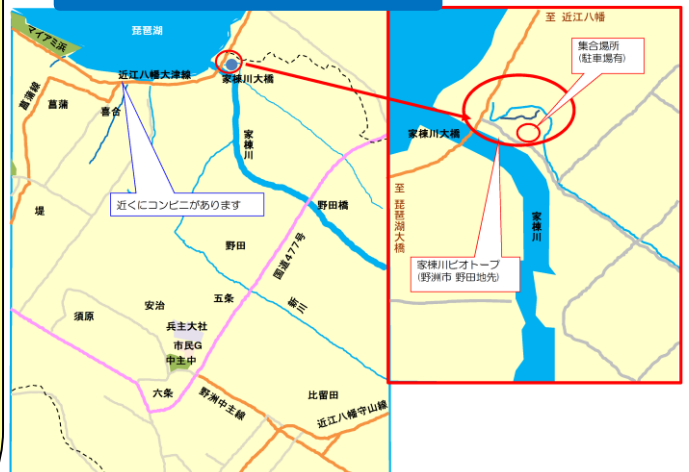 琵琶湖
マイアミ浜
近江八幡大津線
家棟川大橋
菖蒲線
菖蒲
喜合
家棟川
近くにコンビニがあります
堤
野田橋
野田
国道477号
五条
新川
安治
須原
兵主大社
市民G
中主中
六条
野洲中主線
比留田
近江八幡守山線
至 近江八幡
集合場所
(駐車場有)
家棟川大橋
至 琵琶湖大橋
家棟川
家棟川ビオトープ
(野洲市 野田地先)